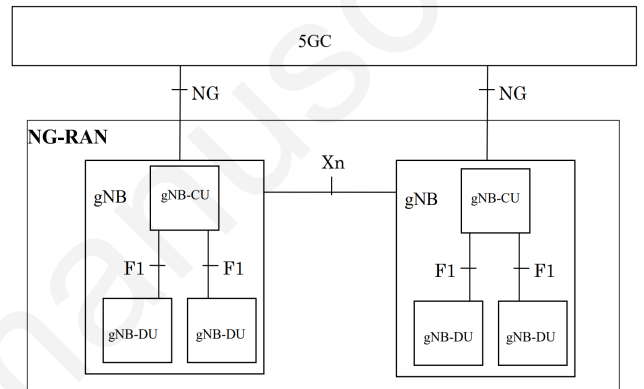 5GC
NG NG
NG-RAN
Xn
gNB gNB-CU gNB gNB-CU
F1 F1 F1 F1
gNB-DU gNB-DU gNB-DU gNB-DU